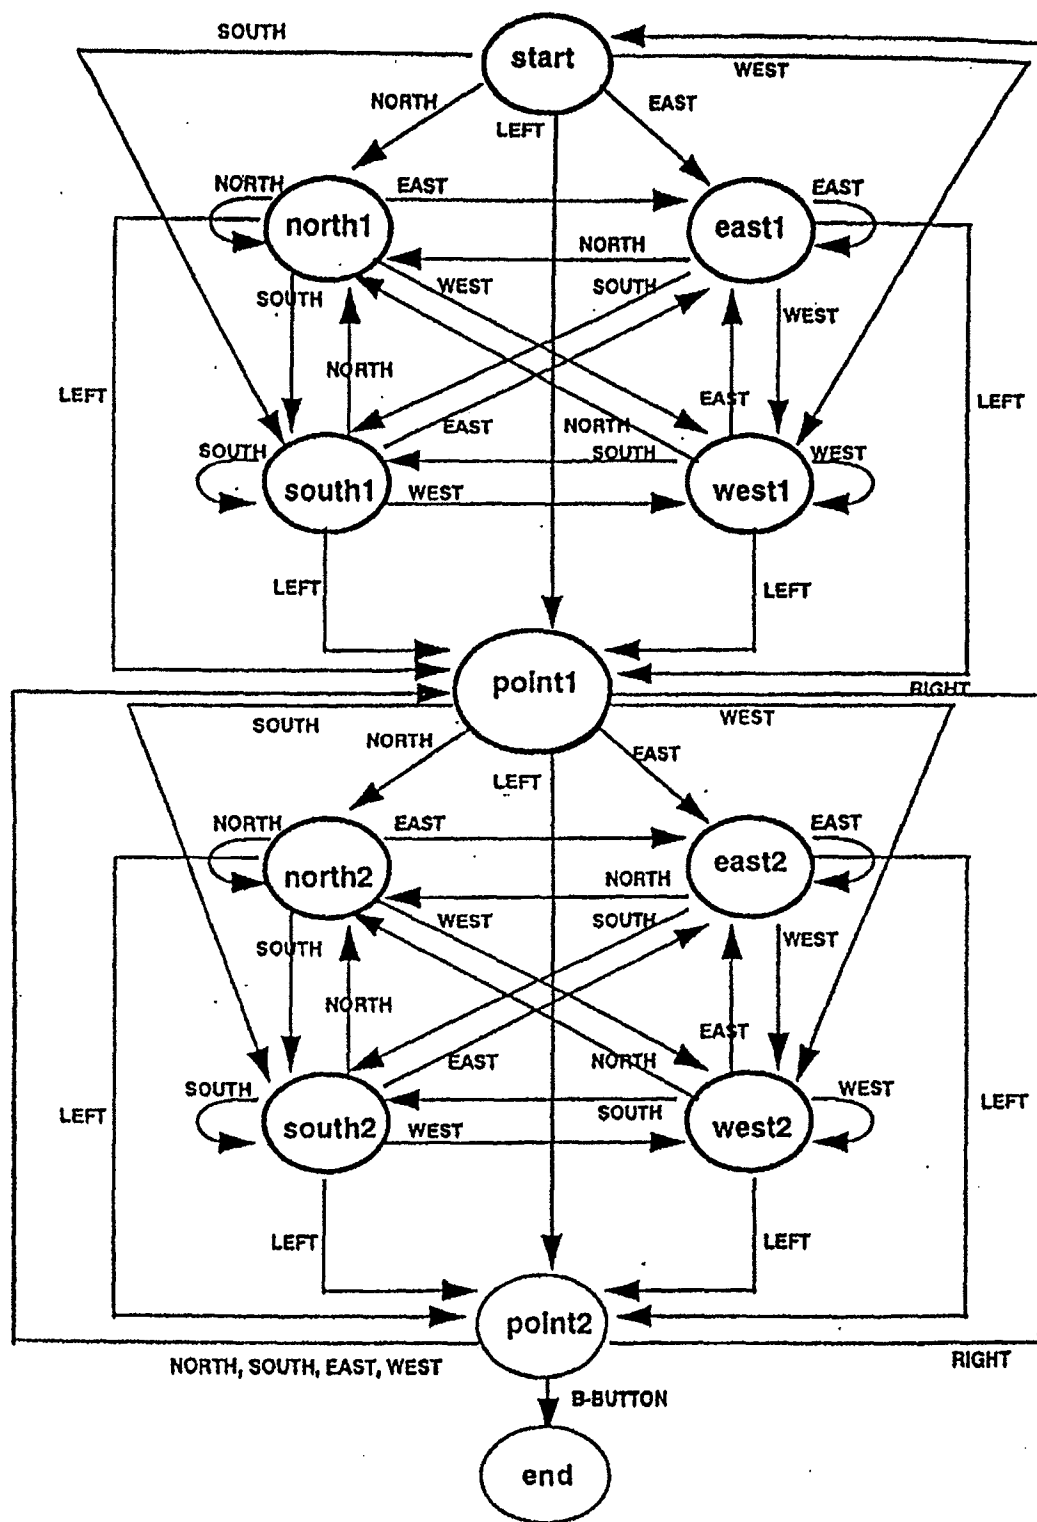 SOUTH
start
WEST
NORTH
EAST
LEFT
NORTH
EAST
EAST
north1
east1
NORTH
SOUTH
WEST
SOUTH
WEST
NORTH
LEFT
EAST
LEFT
EAST
NORTH
SOUTH
SOUTH
WEST
south1
WEST
west1
LEFT
LEFT
point1
RIGHT
SOUTH
WEST
NORTH
EAST
LEFT
NORTH
EAST
EAST
north2
east2
NORTH
SOUTH
WEST
SOUTH
WEST
NORTH
EAST
EAST
NORTH
SOUTH
WEST
LEFT
SOUTH
LEFT
south2
WEST
west2
LEFT
LEFT
point2
NORTH, SOUTH, EAST, WEST
RIGHT
B-BUTTON
end